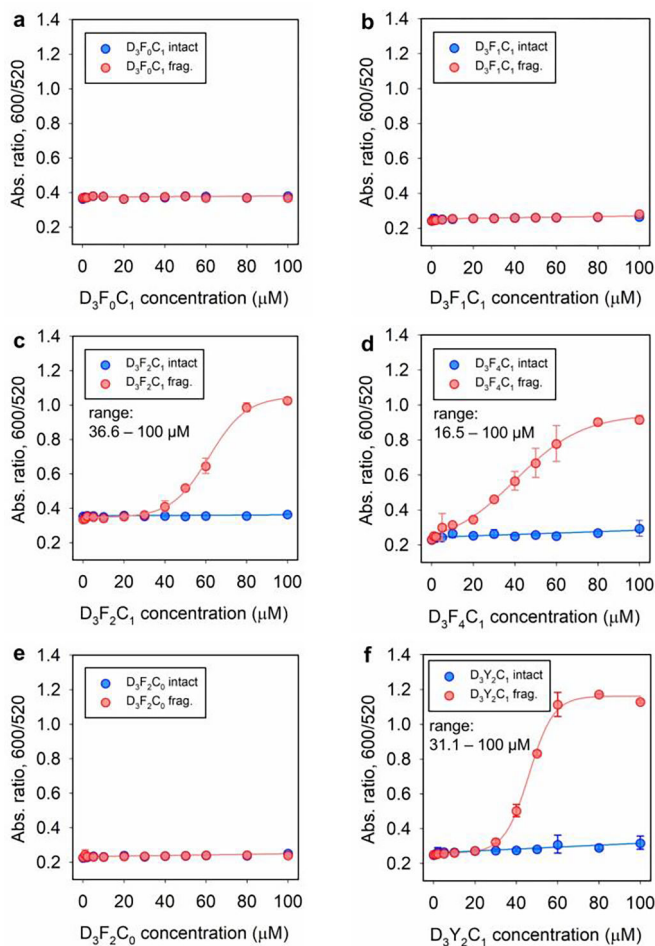 a
D₃F₀C₁ intact
D₃F₀C₁ frag.
Abs. ratio, 600/520
1.4
1.2
1.0
0.8
0.6
0.4
0.2
0 20 40 60 80 100
D₃F₀C₁ concentration (μM)
b
D₃F₁C₁ intact
D₃F₁C₁ frag.
Abs. ratio, 600/520
1.4
1.2
1.0
0.8
0.6
0.4
0.2
0 20 40 60 80 100
D₃F₁C₁ concentration (μM)
c
D₃F₂C₁ intact
D₃F₂C₁ frag.
range:
36.6 – 100 μM
Abs. ratio, 600/520
1.4
1.2
1.0
0.8
0.6
0.4
0.2
0 20 40 60 80 100
D₃F₂C₁ concentration (μM)
d
D₃F₄C₁ intact
D₃F₄C₁ frag.
range:
16.5 – 100 μM
Abs. ratio, 600/520
1.4
1.2
1.0
0.8
0.6
0.4
0.2
0 20 40 60 80 100
D₃F₄C₁ concentration (μM)
e
D₃F₂C₀ intact
D₃F₂C₀ frag.
Abs. ratio, 600/520
1.4
1.2
1.0
0.8
0.6
0.4
0.2
0 20 40 60 80 100
D₃F₂C₀ concentration (μM)
f
D₃Y₂C₁ intact
D₃Y₂C₁ frag.
range:
31.1 – 100 μM
Abs. ratio, 600/520
1.4
1.2
1.0
0.8
0.6
0.4
0.2
0 20 40 60 80 100
D₃Y₂C₁ concentration (μM)